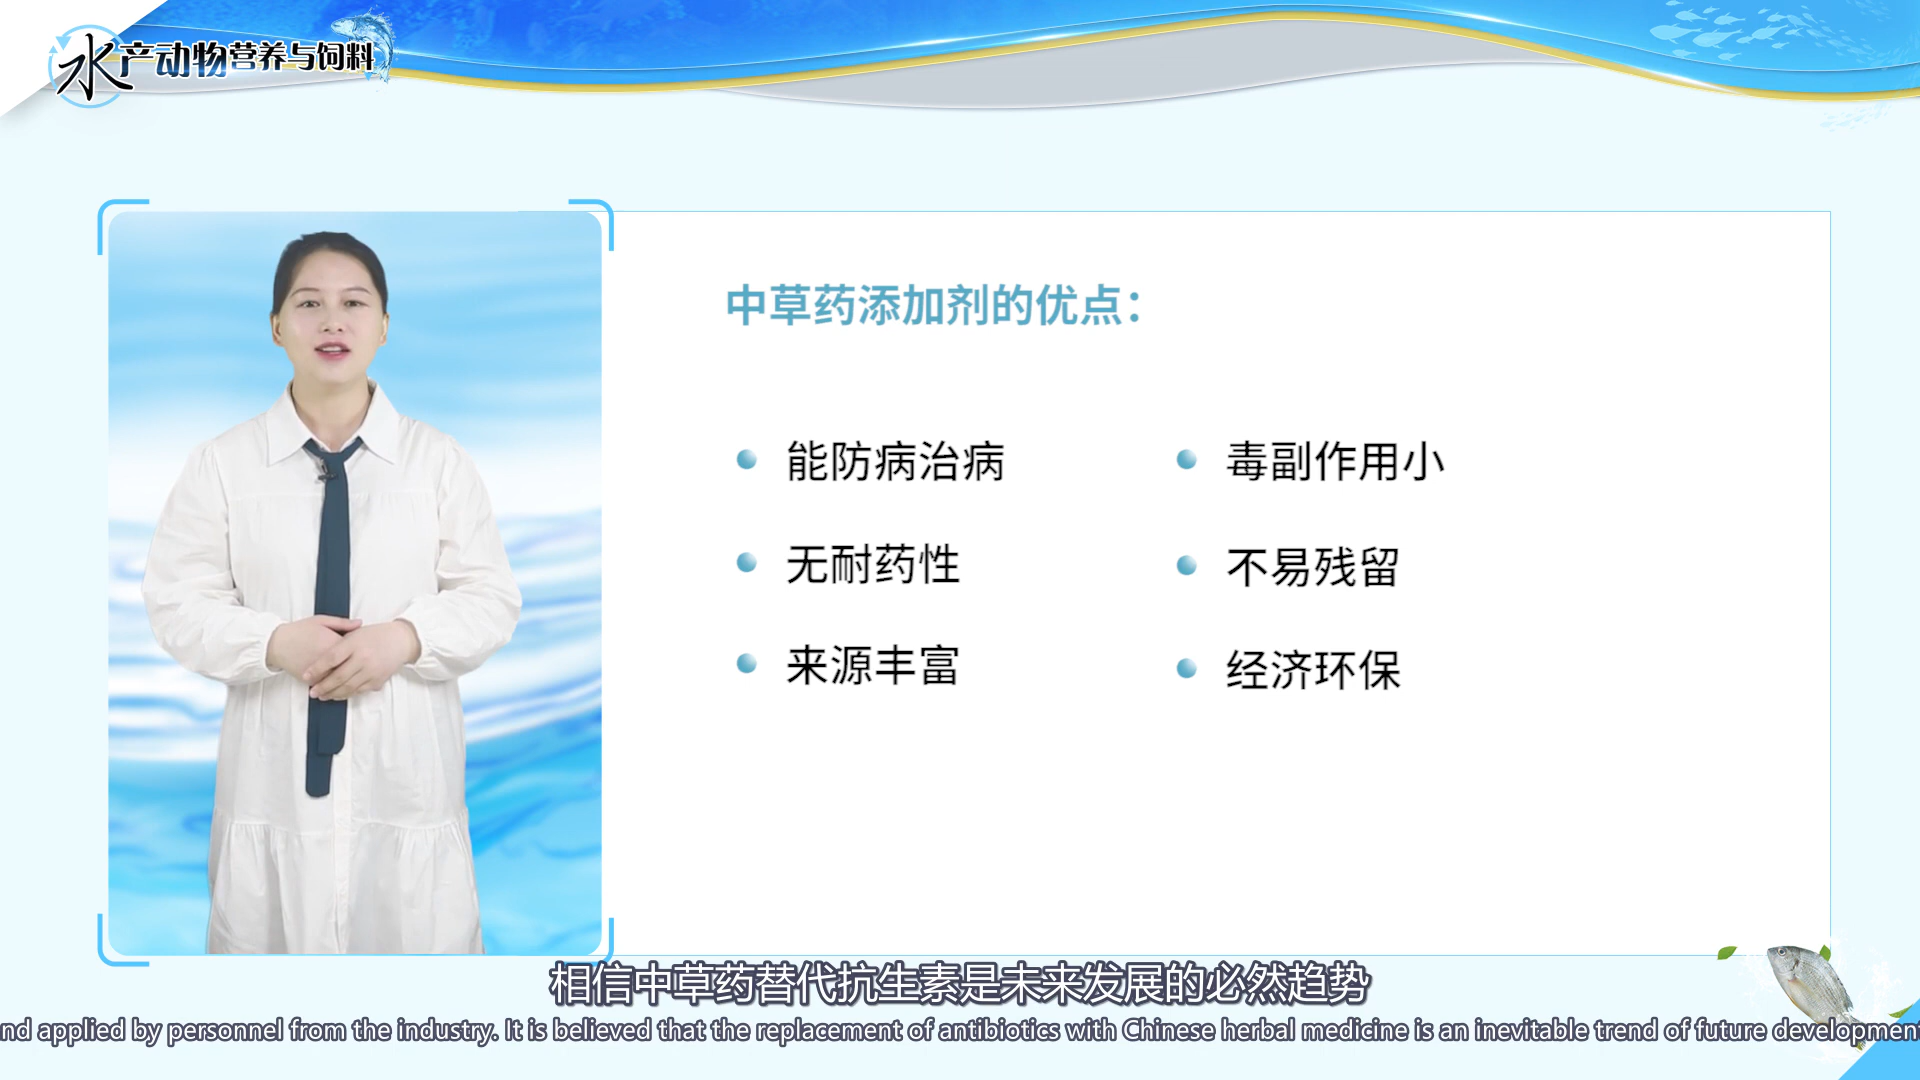 水产动物营养与饲料
中草药添加剂的优点：
能防病治病
毒副作用小
无耐药性
不易残留
来源丰富
经济环保
相信中草药替代抗生素是未来发展的必然趋势
nd applied by personnel from the industry. It is believed that the replacement of antibiotics with Chinese herbal medicine is an inevitable trend of future development